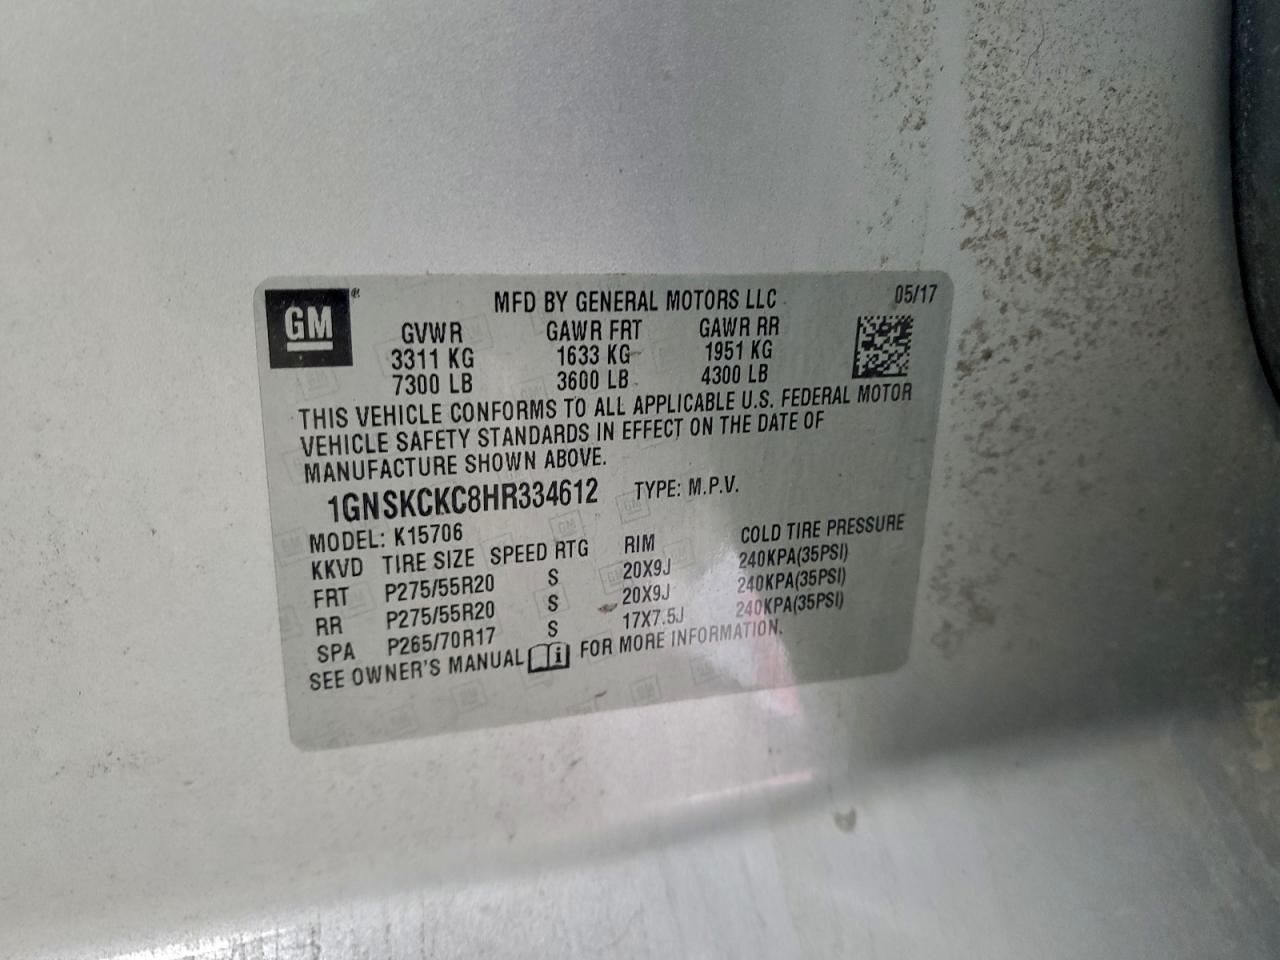 GM®
MFD BY GENERAL MOTORS LLC 05/17
GVWR GAWR FRT GAWR RR
3311 KG 1633 KG 1951 KG
7300 LB 3600 LB 4300 LB
THIS VEHICLE CONFORMS TO ALL APPLICABLE U.S. FEDERAL MOTOR
VEHICLE SAFETY STANDARDS IN EFFECT ON THE DATE OF
MANUFACTURE SHOWN ABOVE.
1GNSKCKC8HR334612 TYPE: M.P.V.
MODEL: K15706
KKVD TIRE SIZE SPEED RTG RIM COLD TIRE PRESSURE
FRT P275/55R20 S 20X9J 240KPA(35PSI)
RR P275/55R20 S 20X9J 240KPA(35PSI)
SPA P265/70R17 S 17X7.5J 240KPA(35PSI)
SEE OWNER'S MANUAL FOR MORE INFORMATION.